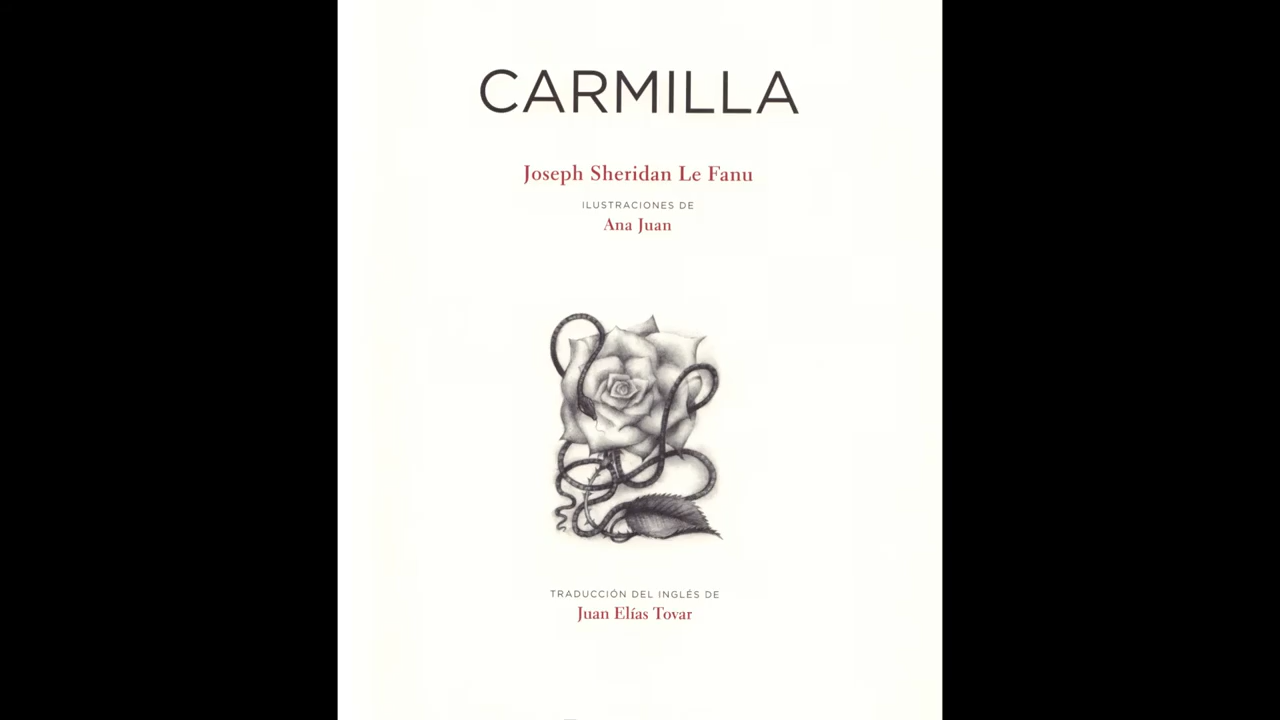 CARMILLA
Joseph Sheridan Le Fanu
ILUSTRACIONES DE
Ana Juan
TRADUCCIÓN DEL INGLÉS DE
Juan Elías Tovar